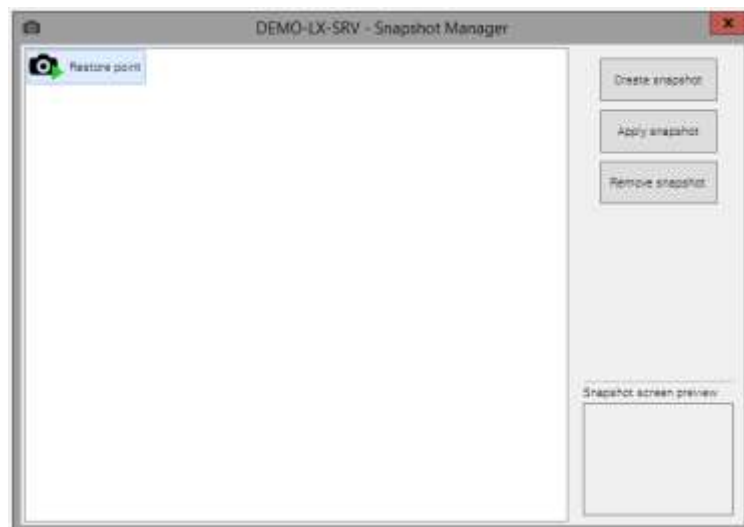 DEMO-LX-SRV - Snapshot Manager
Restore point
Create snapshot
Apply snapshot
Remove snapshot
Snapshot screen preview